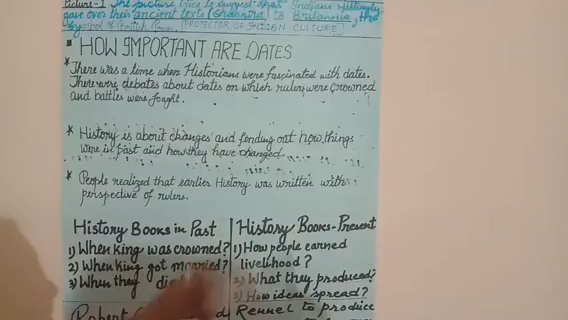 Picture-1 The picture tries to suggest that Indians willingly
gave over their ancient texts (shashtra) to Britannia, the
symbol of British Power. PROTECTOR OF INDIAN CULTURE
HOW IMPORTANT ARE DATES
* There was a time when Historians were fascinated with dates.
There were debates about dates on which rulers were crowned
and battles were fought.
* History is about changes and finding out how things
were in past and how they have changed.
* People realized that earlier History was written with
perspective of rulers.
History Books in Past
1) When king was crowned?
2) When king got married?
3) When they
History Books-Present
1) How people earned
livelihood?
2) What they produced?
3) How ideas spread?
Robert
Rennel to produce